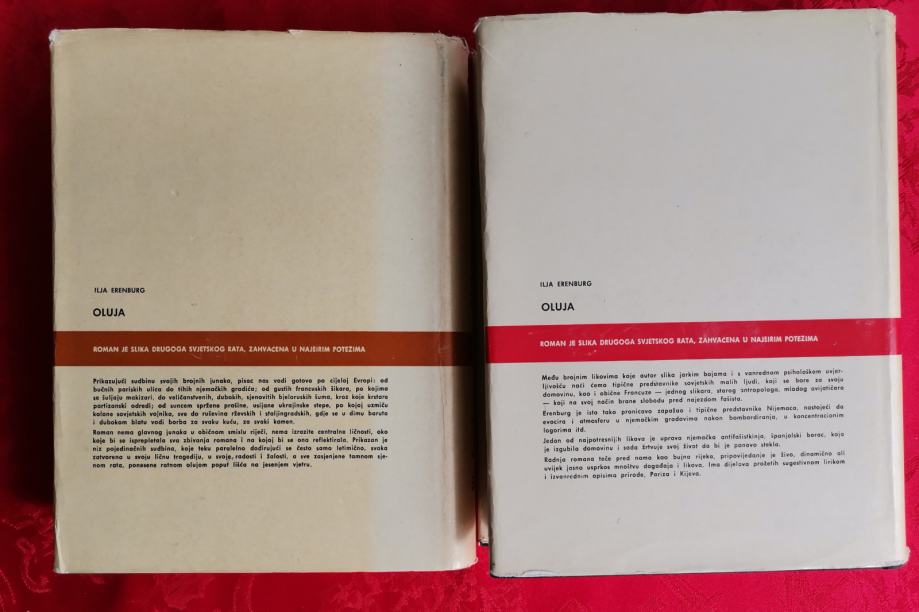 ILJA ERENBURG
OLUJA
ROMAN JE SLIKA DRUGOGA SVJETSKOG RATA, ZAHVAĆENA U NAJŠIRIM POTEZIMA
Prikazujući sudbinu svojih brojnih junaka, pisac nas vodi gotovo po cijeloj Evropi: od
bučnih pariskih ulica do tihih njemačkih gradića; od gustih francuskih šikara, po kojima
se šuljaju makizari, do veličanstvenih, dubokih, sjenovitih bjeloruskih šuma, kroz koje krstare
partizanski odredi; od suncem spržene prašine, usijane ukrajinske stepe, po kojoj uzmiču
kolone sovjetskih vojnika, sve do ruševina rževskih i staljingradskih, gdje se u dimu baruta
i dubokom blatu vodi borba za svaku kuću, za svaki kamen.
Roman nema glavnog junaka u običnom smislu riječi, nema izrazite centralne ličnosti, oko
koje bi se isprepletala sva zbivanja romana i na kojoj bi se ona reflektirala. Prikazan je
niz pojedinačnih sudbina, koje teku paralelno dodirujući se često samo letimično, svaka
zatvorena u svoju ličnu tragediju, u svoje radosti i žalosti, a sve zasjenjene tamnom sje-
nom rata, ponesene ratnom olujom poput lišća na jesenjem vjetru.
ILJA ERENBURG
OLUJA
ROMAN JE SLIKA DRUGOGA SVJETSKOG RATA, ZAHVAĆENA U NAJŠIRIM POTEZIMA
Među brojnim likovima koje autor slika jarkim bojama i s vanrednom psihološkom uvjer-
ljivošću naći ćemo tipične predstavnike sovjetskih malih ljudi, koji se bore za svoju
domovinu, kao i obične Francuze — jednog slikara, starog antropologa, mladog svjetičara
— koji na svoj način brane slobodu pred najezdom fašista.
Erenburg je isto tako pronicavo zapažao i tipične predstavnike Nijemaca, nastojeći da
evocira i atmosferu u njemačkim gradovima nakon bombardiranja, u koncentracionim
logorima itd.
Jedan od najpotresnijih likova je upravo njemačka antifašistkinja, španjolski borac, koja
je izgubila domovinu i sada žrtvuje svoj život da bi je ponovo stekla.
Radnja romana teče pred nama kao bujna rijeka, pripovijedanje je živo, dinamično ali
uvijek jasno usprkos mnoštvu događaja i likova. Ima dijelova prožetih sugestivnom lirikom
i izvanrednim opisima prirode, Pariza i Kijeva.